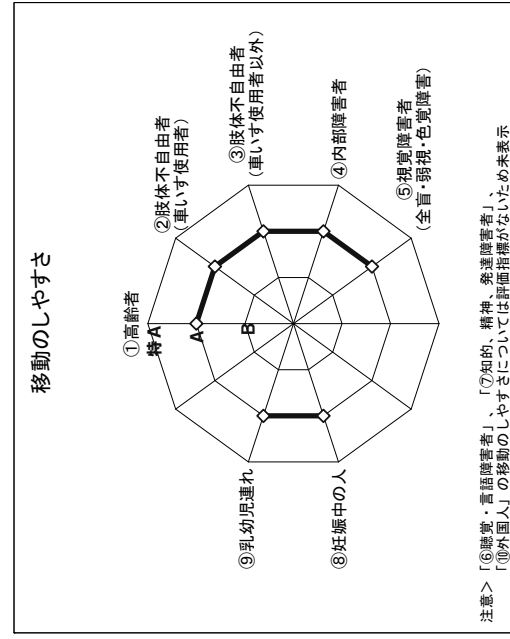 移動のしやすさ
①高齢者
特A
A
B
②肢体不自由者
(車いす使用者)
③肢体不自由者
(車いす使用者以外)
④内部障害者
⑤視覚障害者
(全盲・弱視・色覚障害)
⑧妊娠中の人
⑨乳幼児連れ
注意>「⑥聴覚・言語障害者」、「⑦知的、精神、発達障害者」、
「⑩外国人」の移動のしやすさについては評価指標がないため未表示